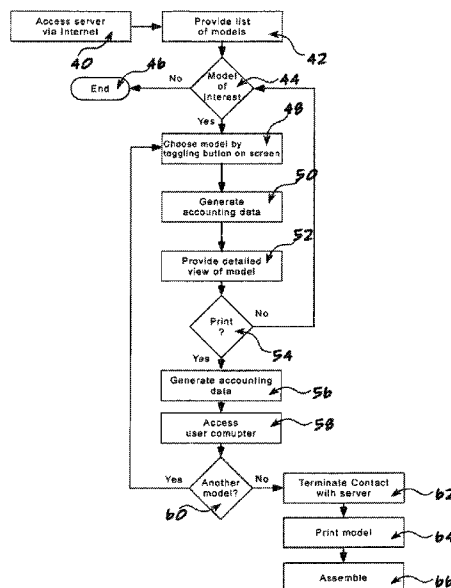 Access server
via Internet
40
Provide list
of models
42
End
46
No
Model
of
Interest
44
Yes
Choose model by
toggling button on screen
48
Generate
accounting data
50
Provide detailed
view of model
52
Print
?
No
54
Yes
Generate accounting
data
56
Access
user comupter
58
Yes
Another
model?
No
60
Terminate Contact
with server
62
Print model
64
Assemble
66